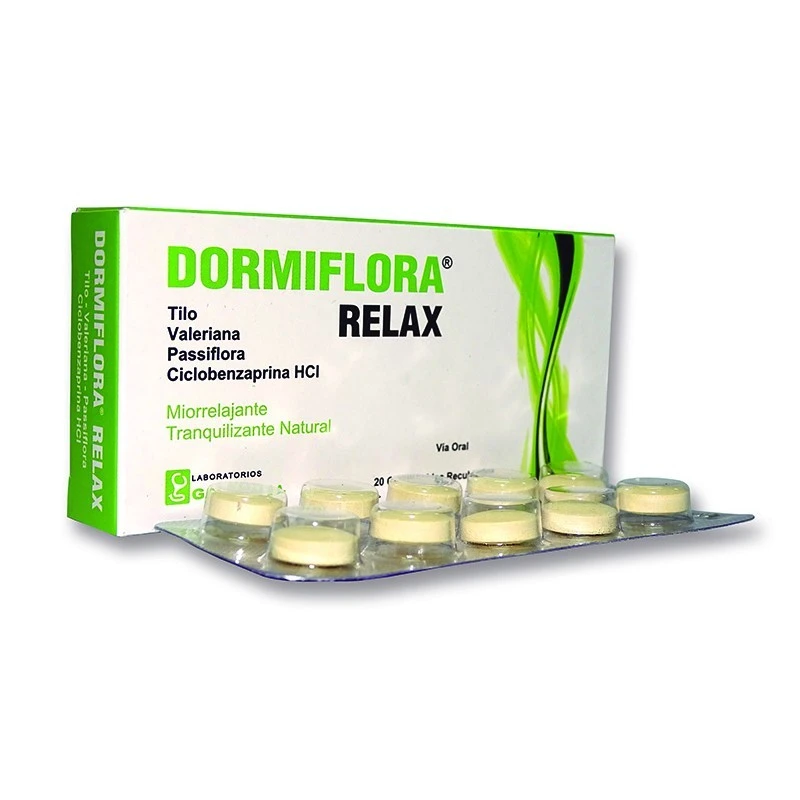 DORMIFLORA® RELAX
Tilo - Valeriana - Passiflora
Ciclobenzaprina HCl
DORMIFLORA®
RELAX
Tilo
Valeriana
Passiflora
Ciclobenzaprina HCl
Miorrelajante
Tranquilizante Natural
Vía Oral
LABORATORIOS
20